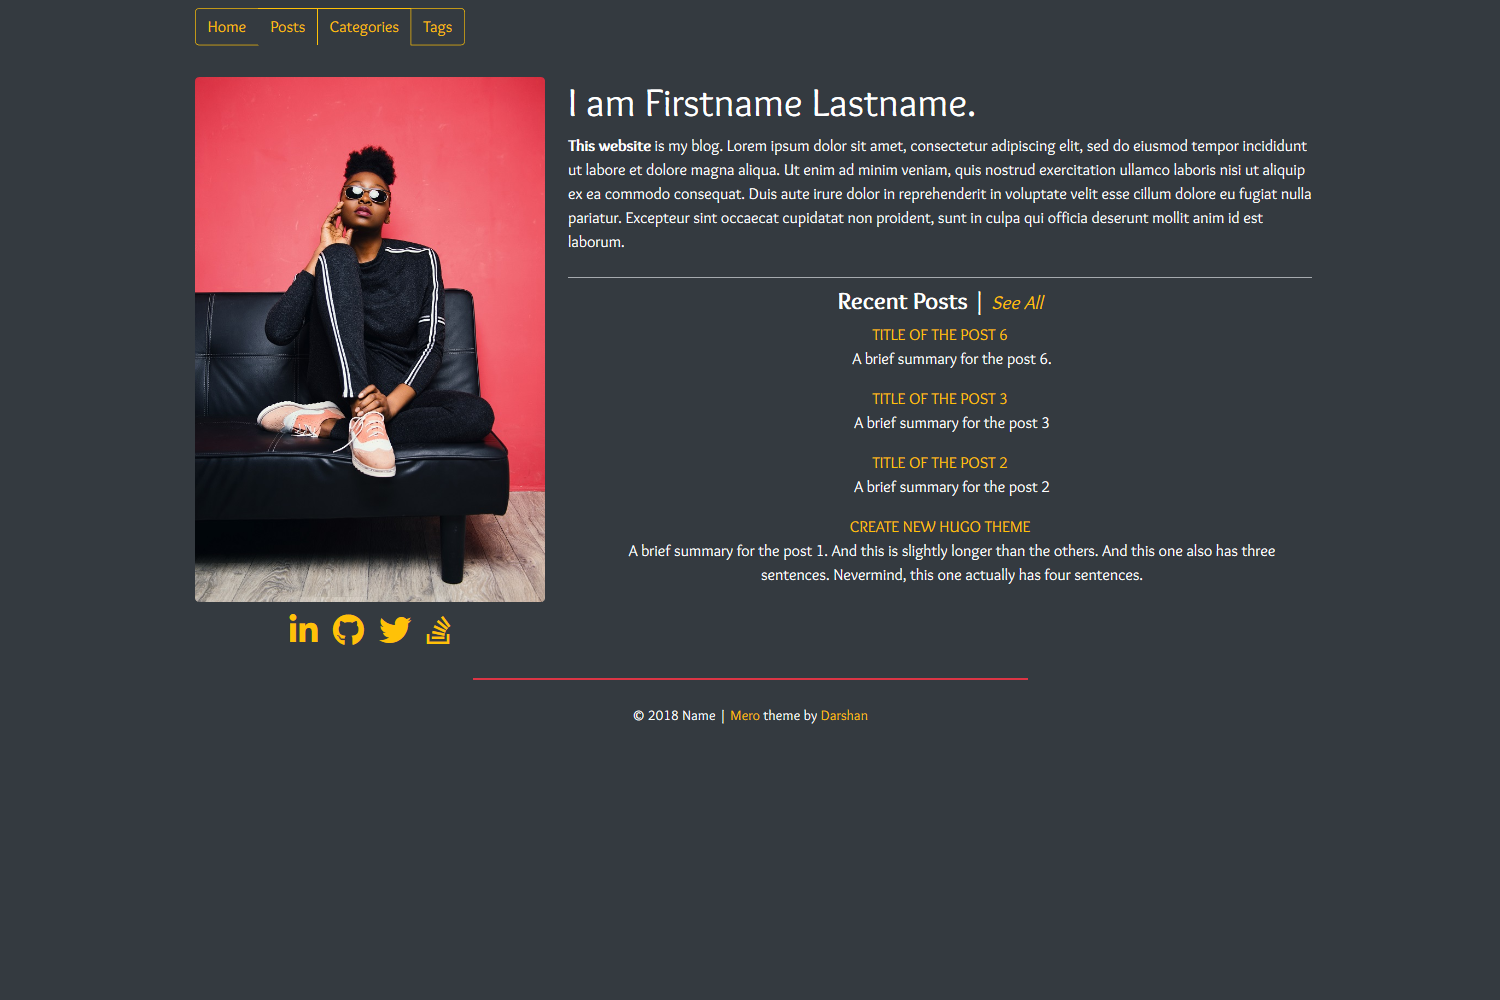 Home Posts Categories Tags
I am Firstname Lastname.
This website is my blog. Lorem ipsum dolor sit amet, consectetur adipiscing elit, sed do eiusmod tempor incididunt
ut labore et dolore magna aliqua. Ut enim ad minim veniam, quis nostrud exercitation ullamco laboris nisi ut aliquip
ex ea commodo consequat. Duis aute irure dolor in reprehenderit in voluptate velit esse cillum dolore eu fugiat nulla
pariatur. Excepteur sint occaecat cupidatat non proident, sunt in culpa qui officia deserunt mollit anim id est
laborum.
Recent Posts | See All
TITLE OF THE POST 6
A brief summary for the post 6.
TITLE OF THE POST 3
A brief summary for the post 3
TITLE OF THE POST 2
A brief summary for the post 2
CREATE NEW HUGO THEME
A brief summary for the post 1. And this is slightly longer than the others. And this one also has three
sentences. Nevermind, this one actually has four sentences.
in
© 2018 Name | Mero theme by Darshan